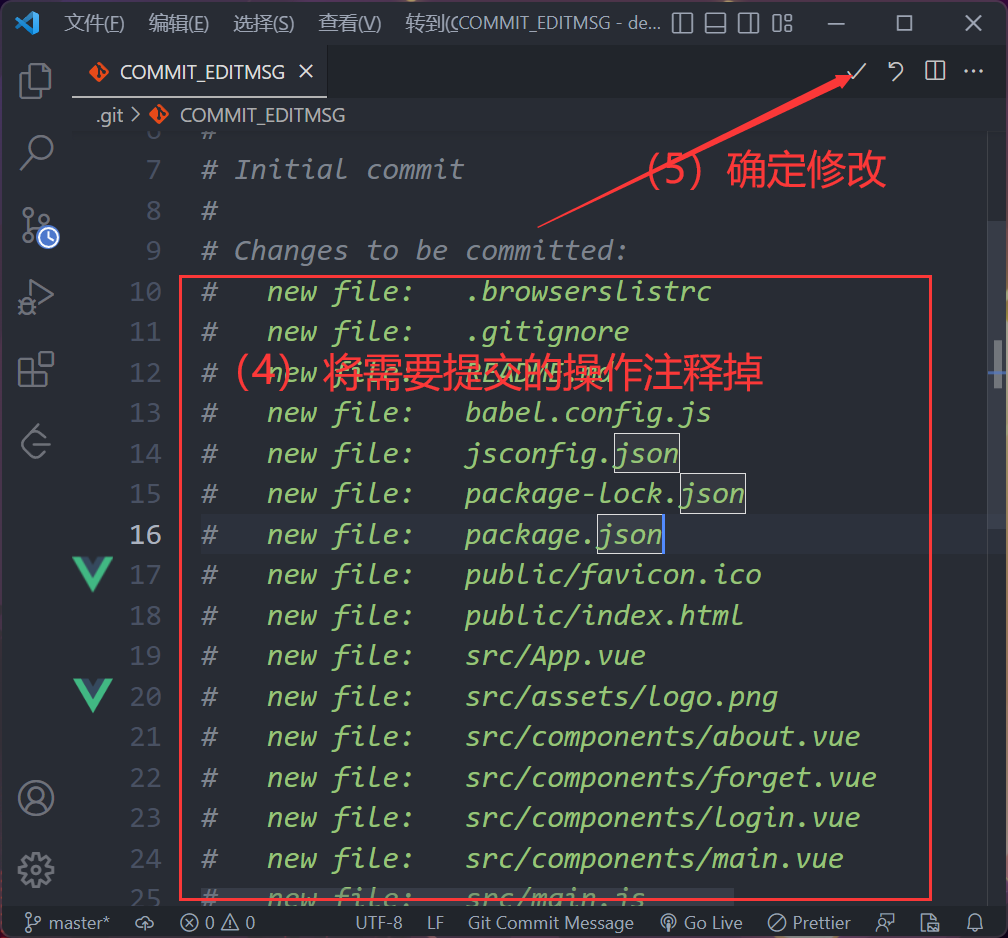 文件(F) 编辑(E) 选择(S) 查看(V) 转到(C COMMIT_EDITMSG - de...
COMMIT_EDITMSG
.git > COMMIT_EDITMSG
6 #
7 # Initial commit
（5）确定修改
8 #
9 # Changes to be committed:
10 # new file: .browserslistrc
11 # new file: .gitignore
12 # new file: README.md
（4）将需要提交的操作注释掉
13 # new file: babel.config.js
14 # new file: jsconfig.json
15 # new file: package-lock.json
16 # new file: package.json
17 # new file: public/favicon.ico
18 # new file: public/index.html
19 # new file: src/App.vue
20 # new file: src/assets/logo.png
21 # new file: src/components/about.vue
22 # new file: src/components/forget.vue
23 # new file: src/components/login.vue
24 # new file: src/components/main.vue
25 # new file: src/main.js
master* 0 0 UTF-8 LF Git Commit Message Go Live Prettier